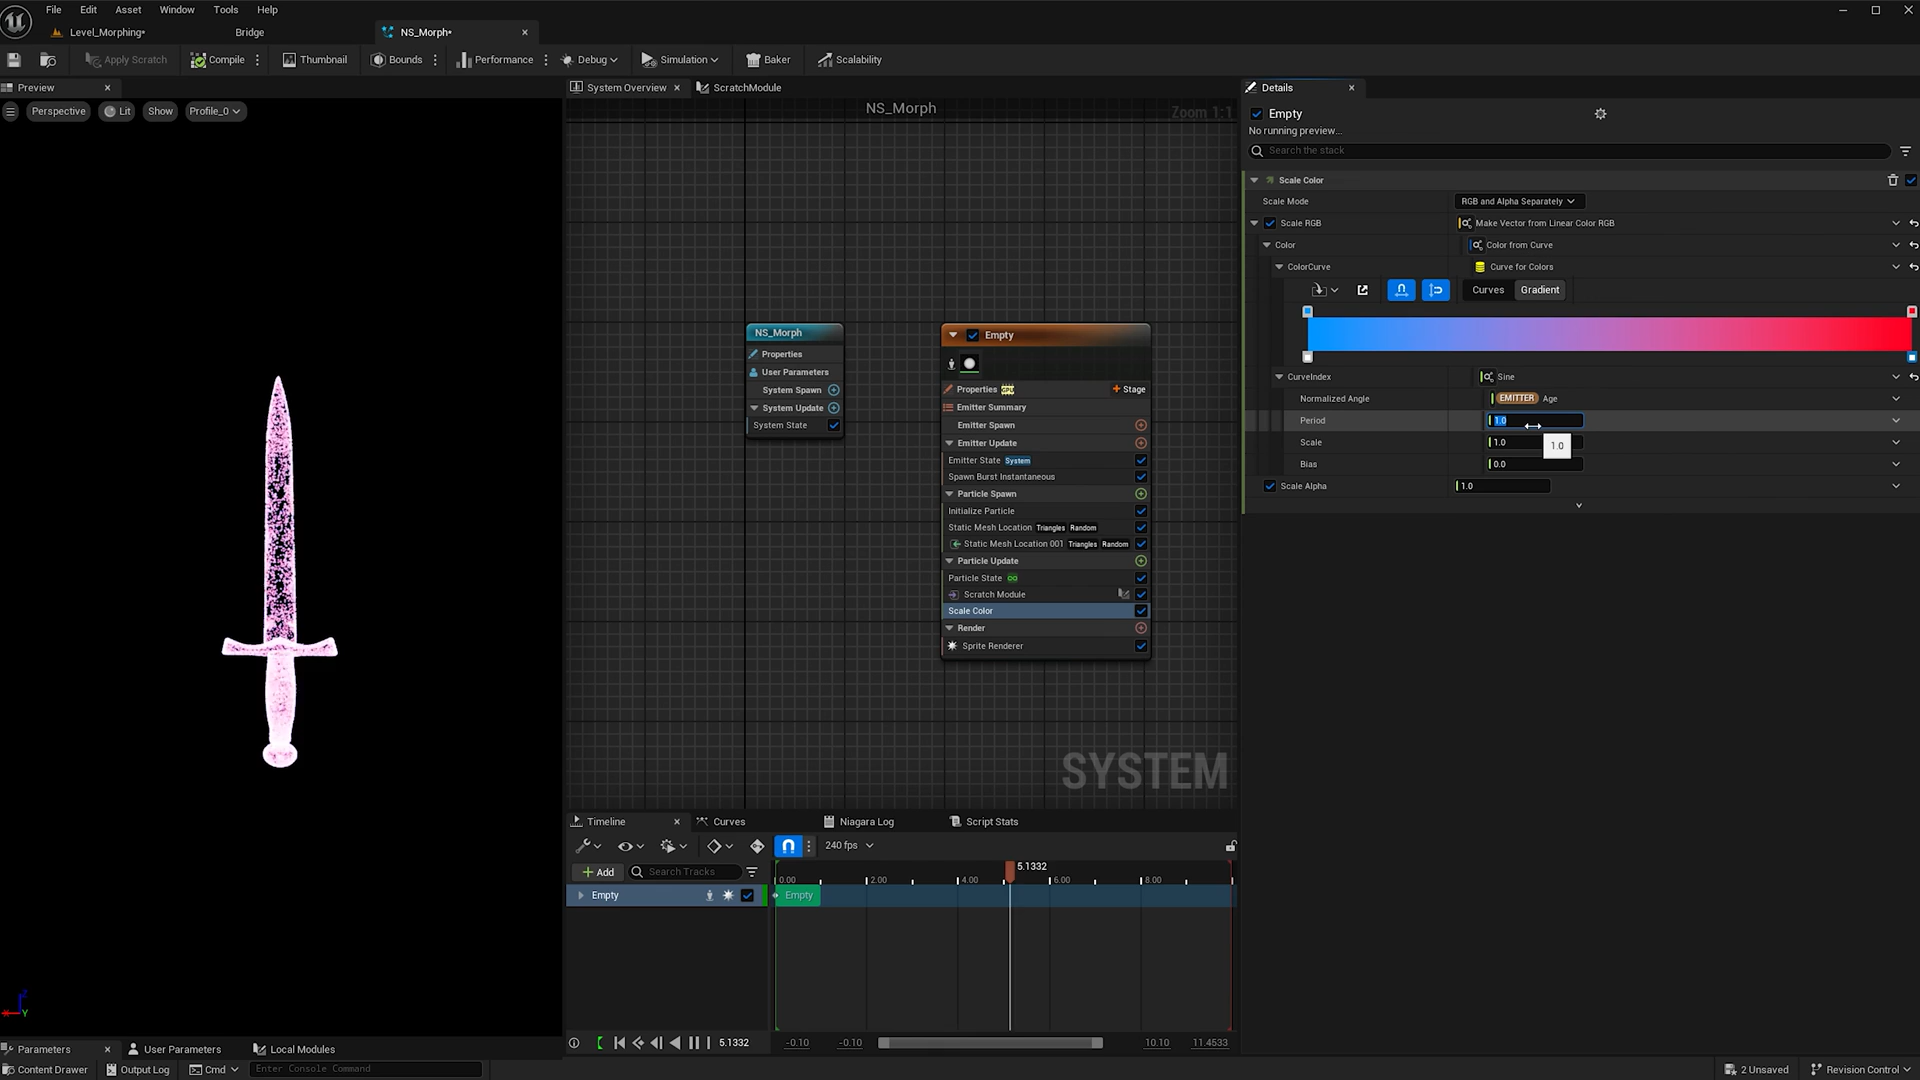 File Edit Asset Window Tools Help
Level_Morphing* Bridge NS_Morph*
Apply Scratch Compile Thumbnail Bounds Performance Debug Simulation Baker Scalability
Preview System Overview ScratchModule Details
Perspective Lit Show Profile_0
NS_Morph Zoom 1:1
Empty
No running preview...
Search the stack
Scale Color
Scale Mode RGB and Alpha Separately
Scale RGB Make Vector from Linear Color RGB
Color Color from Curve
ColorCurve Curve for Colors
Curves Gradient
CurveIndex Sine
Normalized Angle EMITTER Age
Period 1.0
Scale 1.0
1.0
Bias 0.0
Scale Alpha 1.0
NS_Morph
Properties
User Parameters
System Spawn
System Update
System State
Empty
Properties CPU Stage
Emitter Summary
Emitter Spawn
Emitter Update
Emitter State System
Spawn Burst Instantaneous
Particle Spawn
Initialize Particle
Static Mesh Location Triangles Random
Static Mesh Location 001 Triangles Random
Particle Update
Particle State
Scratch Module
Scale Color
Render
Sprite Renderer
SYSTEM
Timeline Curves Niagara Log Script Stats
240 fps
Add Search Tracks
5.1332
0.00 2.00 4.00 6.00 8.00
Empty Empty
5.1332 -0.10 -0.10 10.10 11.4533
Z
X Y
Parameters User Parameters Local Modules
Content Drawer Output Log Cmd Enter Console Command 2 Unsaved Revision Control